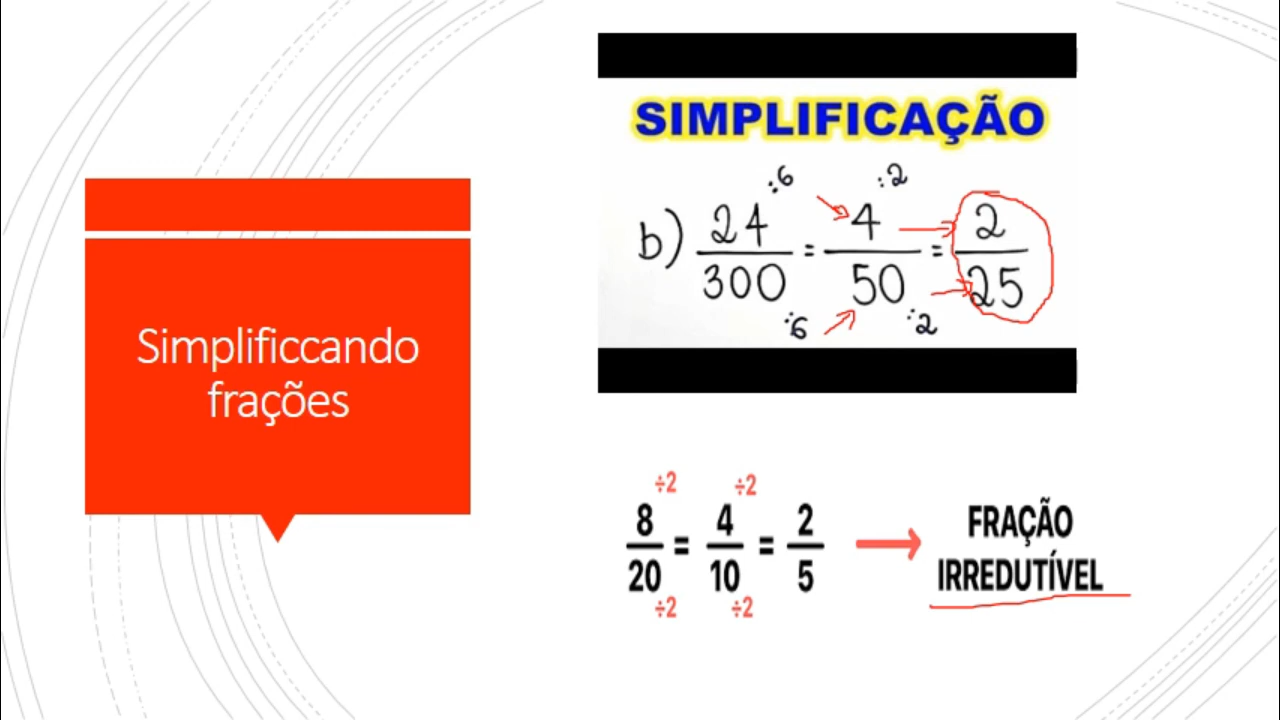 Simplificcando
frações
SIMPLIFICAÇÃO
:6 :2
b) 24/300 = 4/50 = 2/25
:6 :2
÷2 ÷2
8/20 = 4/10 = 2/5
÷2 ÷2
FRAÇÃO
IRREDUTÍVEL